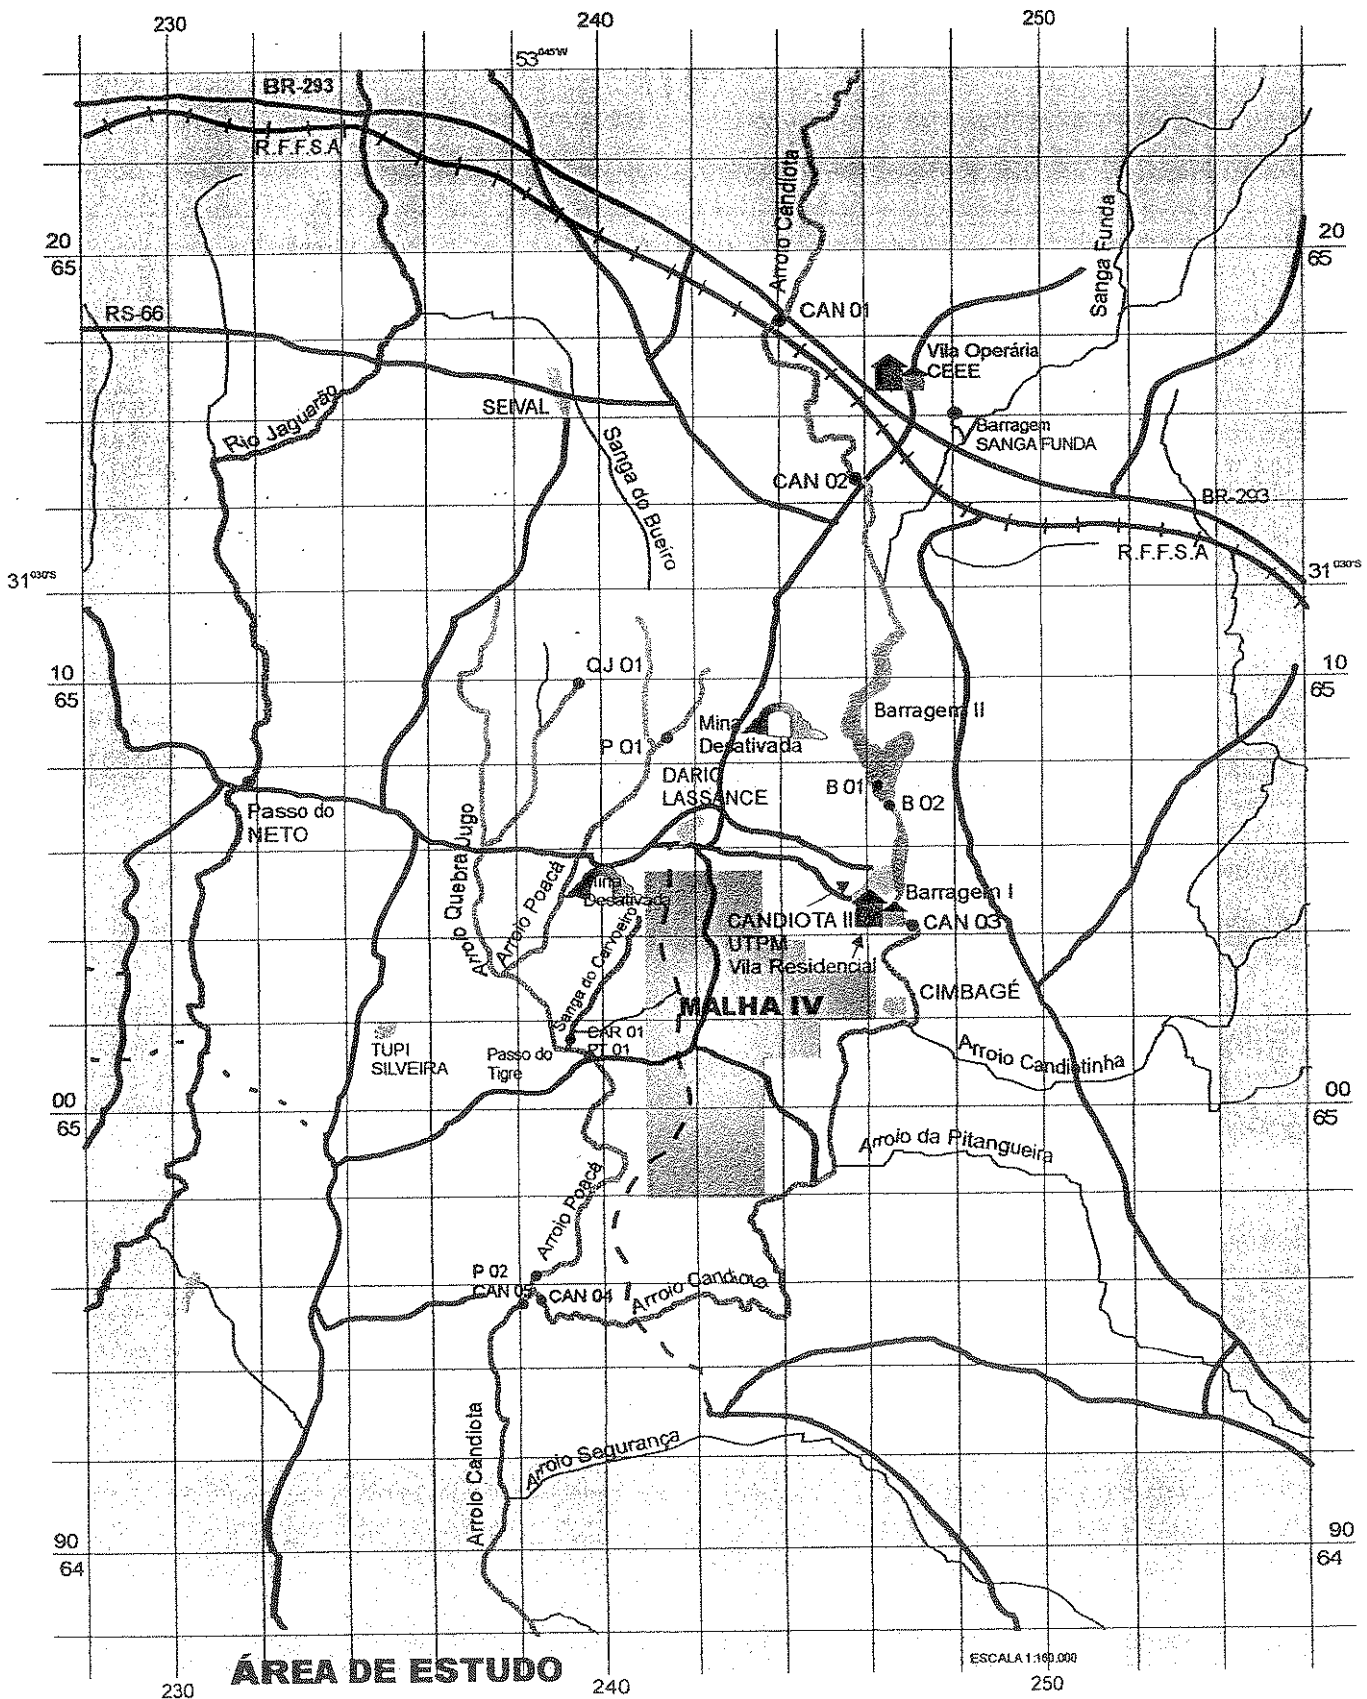 230
240
250
53°45'W
BR-293
R.F.F.S.A
Arroio Candiota
Sanga Funda
20
65
20
65
RS-66
CAN 01
Vila Operária
CEEE
SEIVAL
Rio Jaguarão
Barragem
SANGA FUNDA
Sanga do Bueiro
CAN 02
BR-293
R.F.F.S.A
31°30'S
31°30'S
10
65
10
65
QJ 01
Barragem II
Mina
Desativada
P 01
DARIO
LASSANCE
B 01
B 02
Passo do
NETO
Arroio Quebra Jugo
Arroio Poacá
Mina
Desativada
Barragem I
CANDIOTA II
UTPM
Vila Residencial
CAN 03
Sanga do Carvoeiro
CIMBAGÉ
MALHA IV
CAR 01
PT 01
TUPI
SILVEIRA
Passo do
Tigre
Arroio Candiotinha
00
65
00
65
Arroio da Pitangueira
Arroio Poacá
P 02
CAN 05
CAN 04
Arroio Candiota
Arroio Candiota
Arroio Segurança
90
64
90
64
ÁREA DE ESTUDO
ESCALA 1:160.000
230
240
250